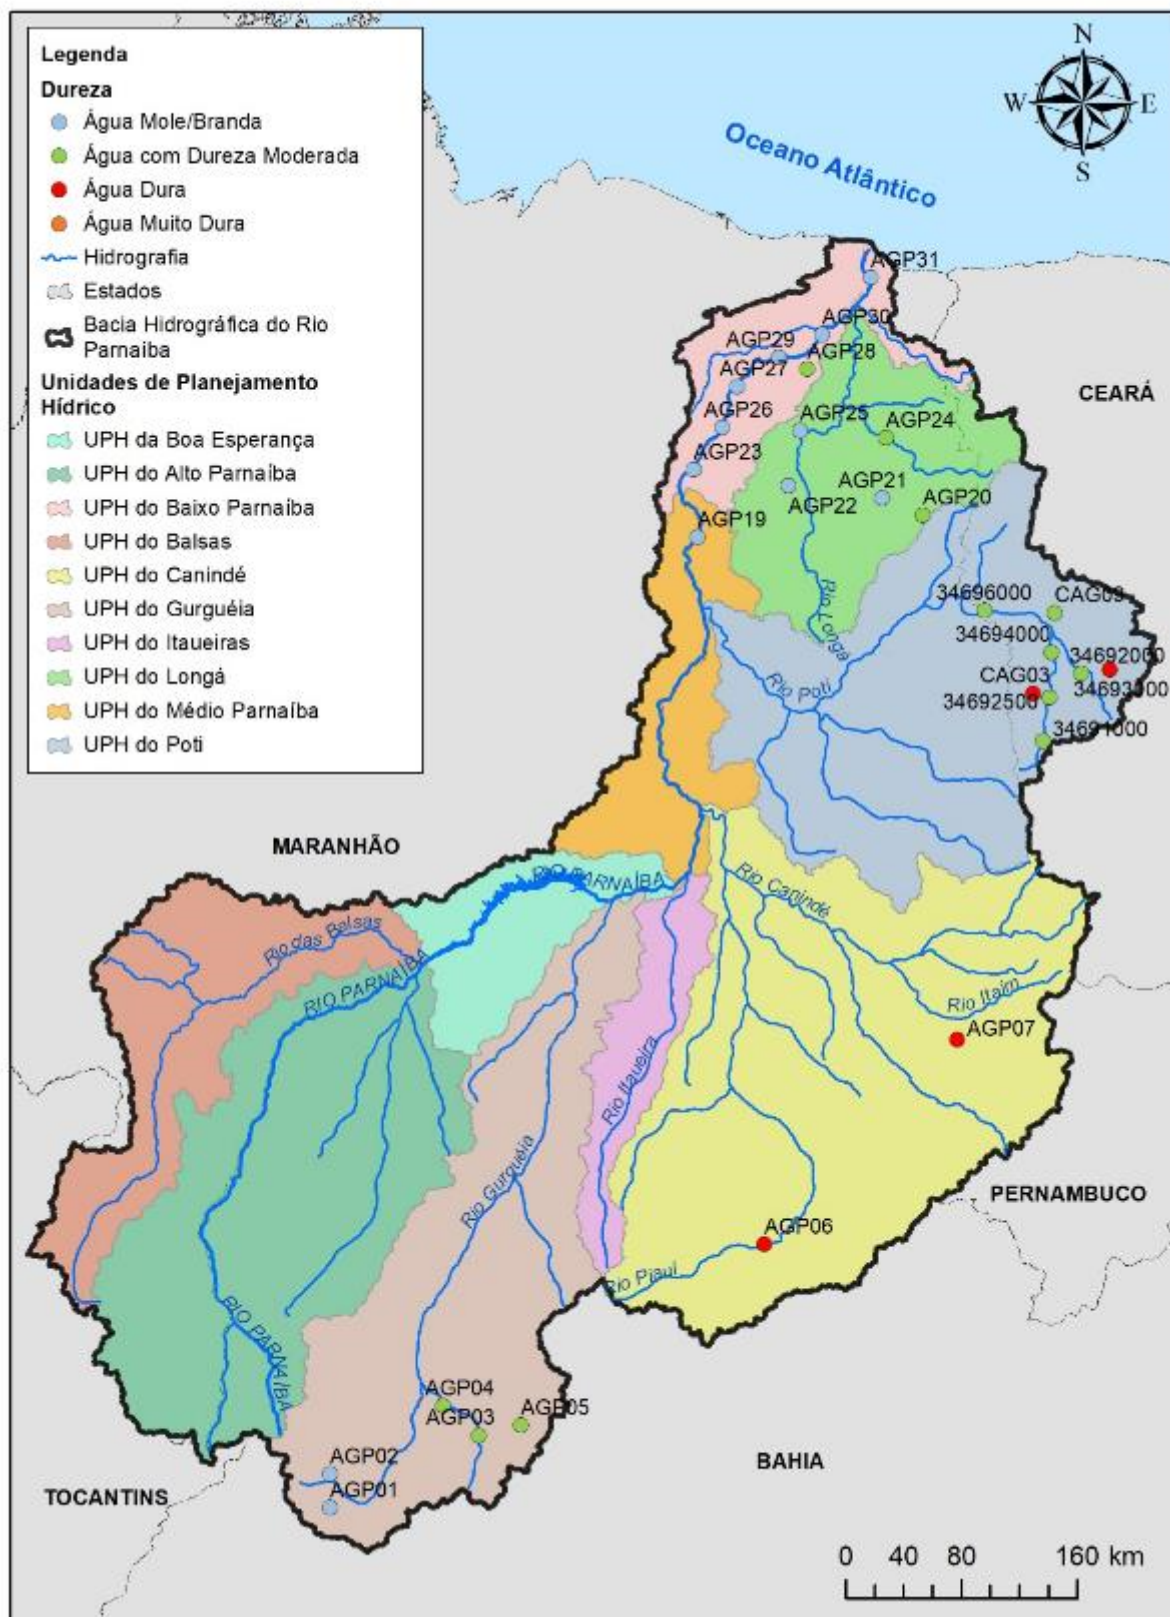 Legenda
Dureza
Água Mole/Branda
Água com Dureza Moderada
Água Dura
Água Muito Dura
Hidrografia
Estados
Bacia Hidrográfica do Rio
Parnaiba
Unidades de Planejamento
Hídrico
UPH da Boa Esperança
UPH do Alto Parnaíba
UPH do Baixo Parnaíba
UPH do Balsas
UPH do Canindé
UPH do Gurguéia
UPH do Itaueiras
UPH do Longá
UPH do Médio Parnaíba
UPH do Poti
N
W
E
S
Oceano Atlântico
AGP31
AGP30
AGP29
AGP28
AGP27
CEARÁ
AGP26
AGP25
AGP24
AGP23
AGP21
AGP22
AGP20
AGP19
Rio Longá
34696000
CAG09
34694000
34692000
CAG03
34693000
34692500
34691000
Rio Poti
MARANHÃO
RIO PARNAÍBA
Rio Canindé
Rio das Balsas
RIO PARNAÍBA
Rio Itaim
AGP07
Rio Itaueira
Rio Gurguéia
PERNAMBUCO
AGP06
Rio Piauí
RIO PARNAÍBA
AGP04
AGP03
AGP05
AGP02
AGP01
BAHIA
TOCANTINS
0 40 80 160 km